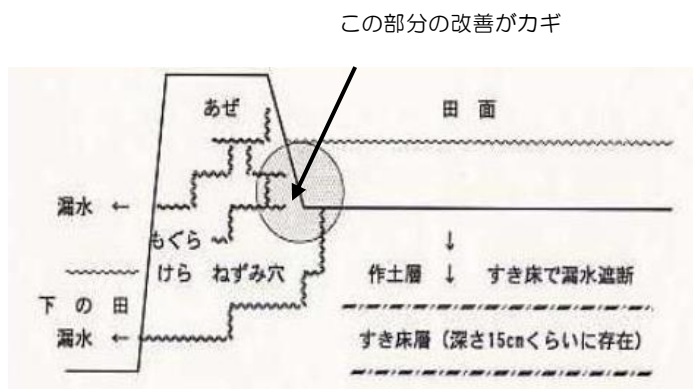 この部分の改善がカギ
あぜ
田面
漏水 ←
もぐら
けら ねずみ穴
↓
作土層 ↓ すき床で漏水遮断
下の田
漏水 ←
すき床層（深さ15cmくらいに存在）